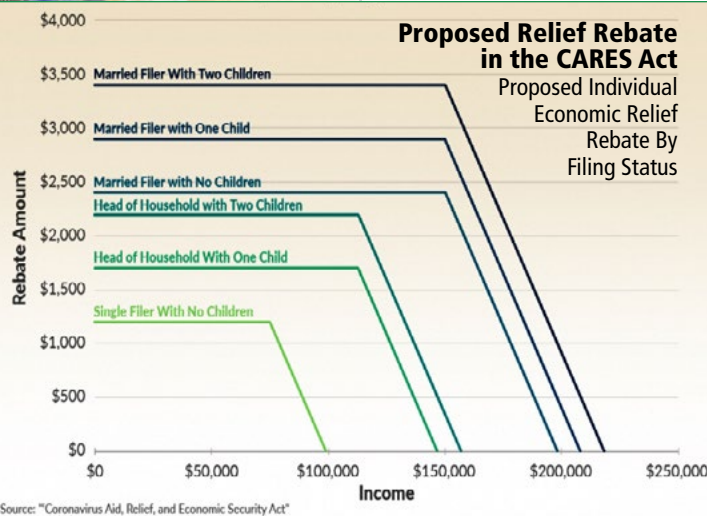 Proposed Relief Rebate
in the CARES Act
Proposed Individual
Economic Relief
Rebate By
Filing Status
Rebate Amount
$4,000
$3,500
$3,000
$2,500
$2,000
$1,500
$1,000
$500
$0
Married Filer With Two Children
Married Filer with One Child
Married Filer with No Children
Head of Household with Two Children
Head of Household With One Child
Single Filer With No Children
$0
$50,000
$100,000
$150,000
$200,000
$250,000
Income
Source: "Coronavirus Aid, Relief, and Economic Security Act"